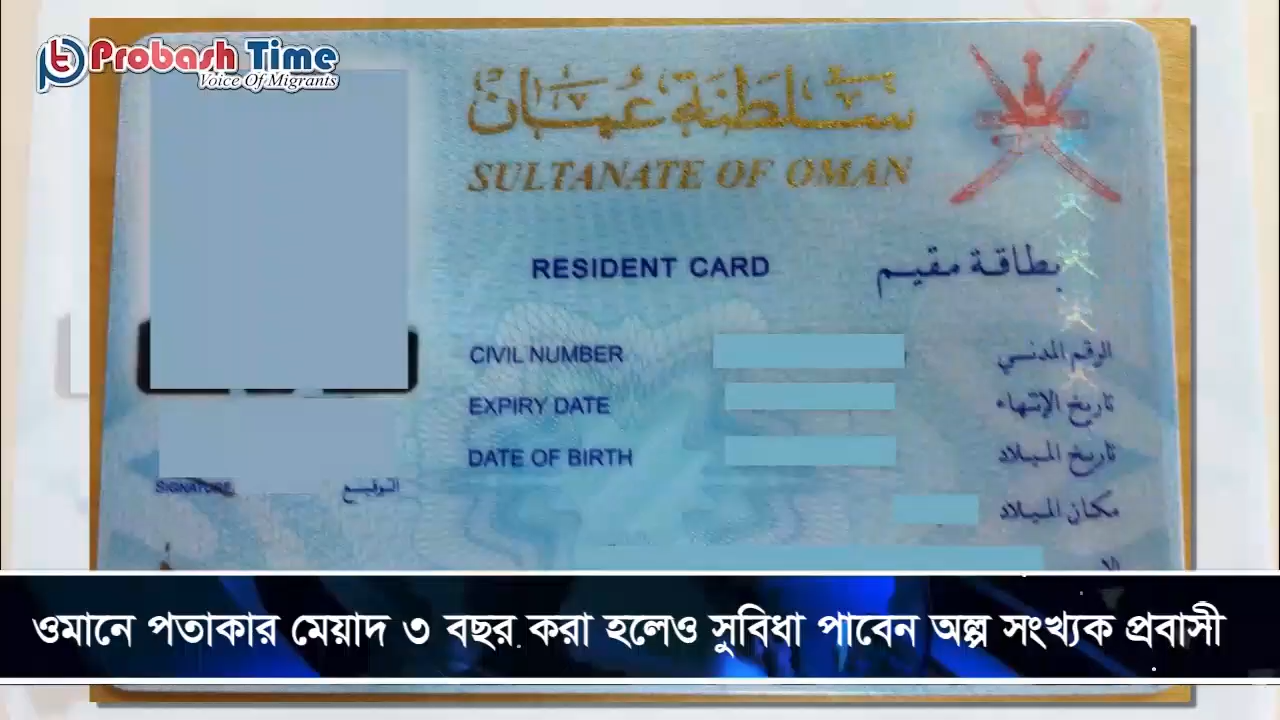 Probash Time
Voice Of Migrants
سلطنة عمان
SULTANATE OF OMAN
RESIDENT CARD بطاقة مقيم
CIVIL NUMBER الرقم المدني
EXPIRY DATE تاريخ الإنتهاء
DATE OF BIRTH تاريخ الميلاد
مكان الميلاد
SIGNATURE التوقيع
ওমানে পতাকার মেয়াদ ৩ বছর করা হলেও সুবিধা পাবেন অল্প সংখ্যক প্রবাসী